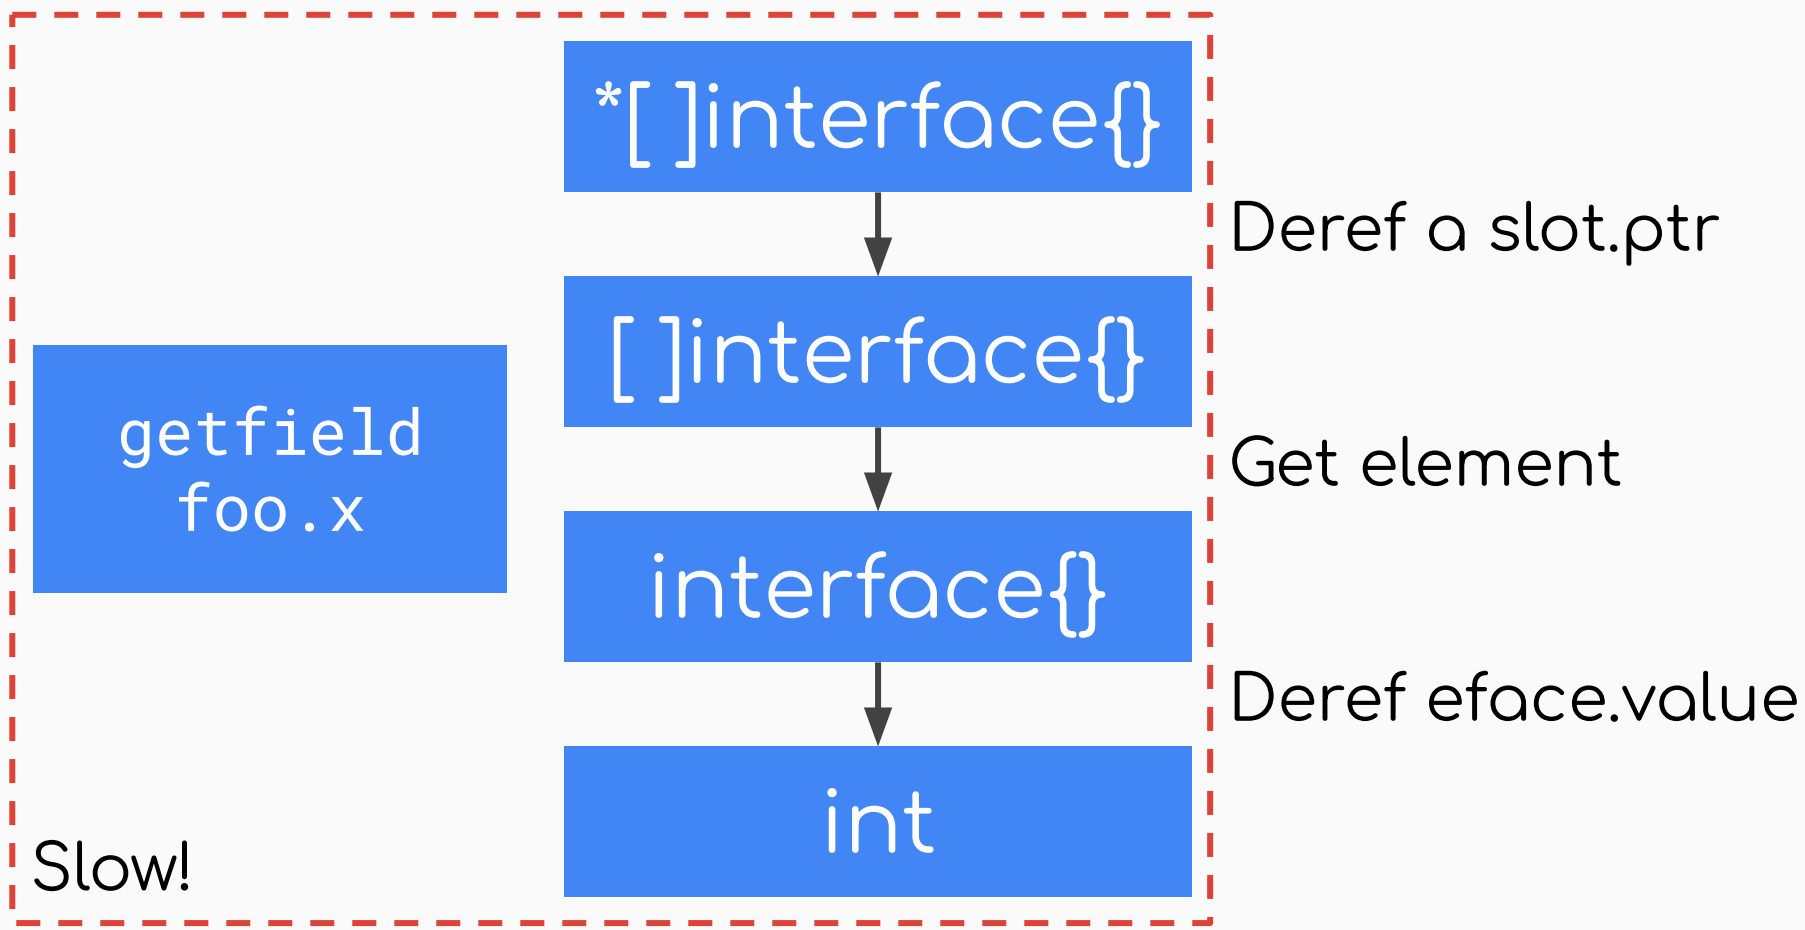 *[ ]interface{}
Deref a slot.ptr
[ ]interface{}
getfield
foo.x
Get element
interface{}
Deref eface.value
int
Slow!